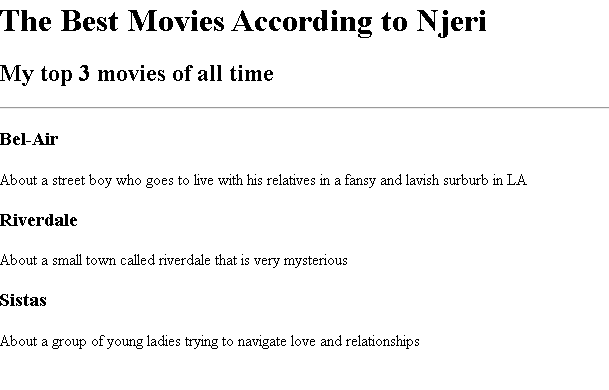 The Best Movies According to Njeri
My top 3 movies of all time
Bel-Air
About a street boy who goes to live with his relatives in a fansy and lavish surburb in LA
Riverdale
About a small town called riverdale that is very mysterious
Sistas
About a group of young ladies trying to navigate love and relationships